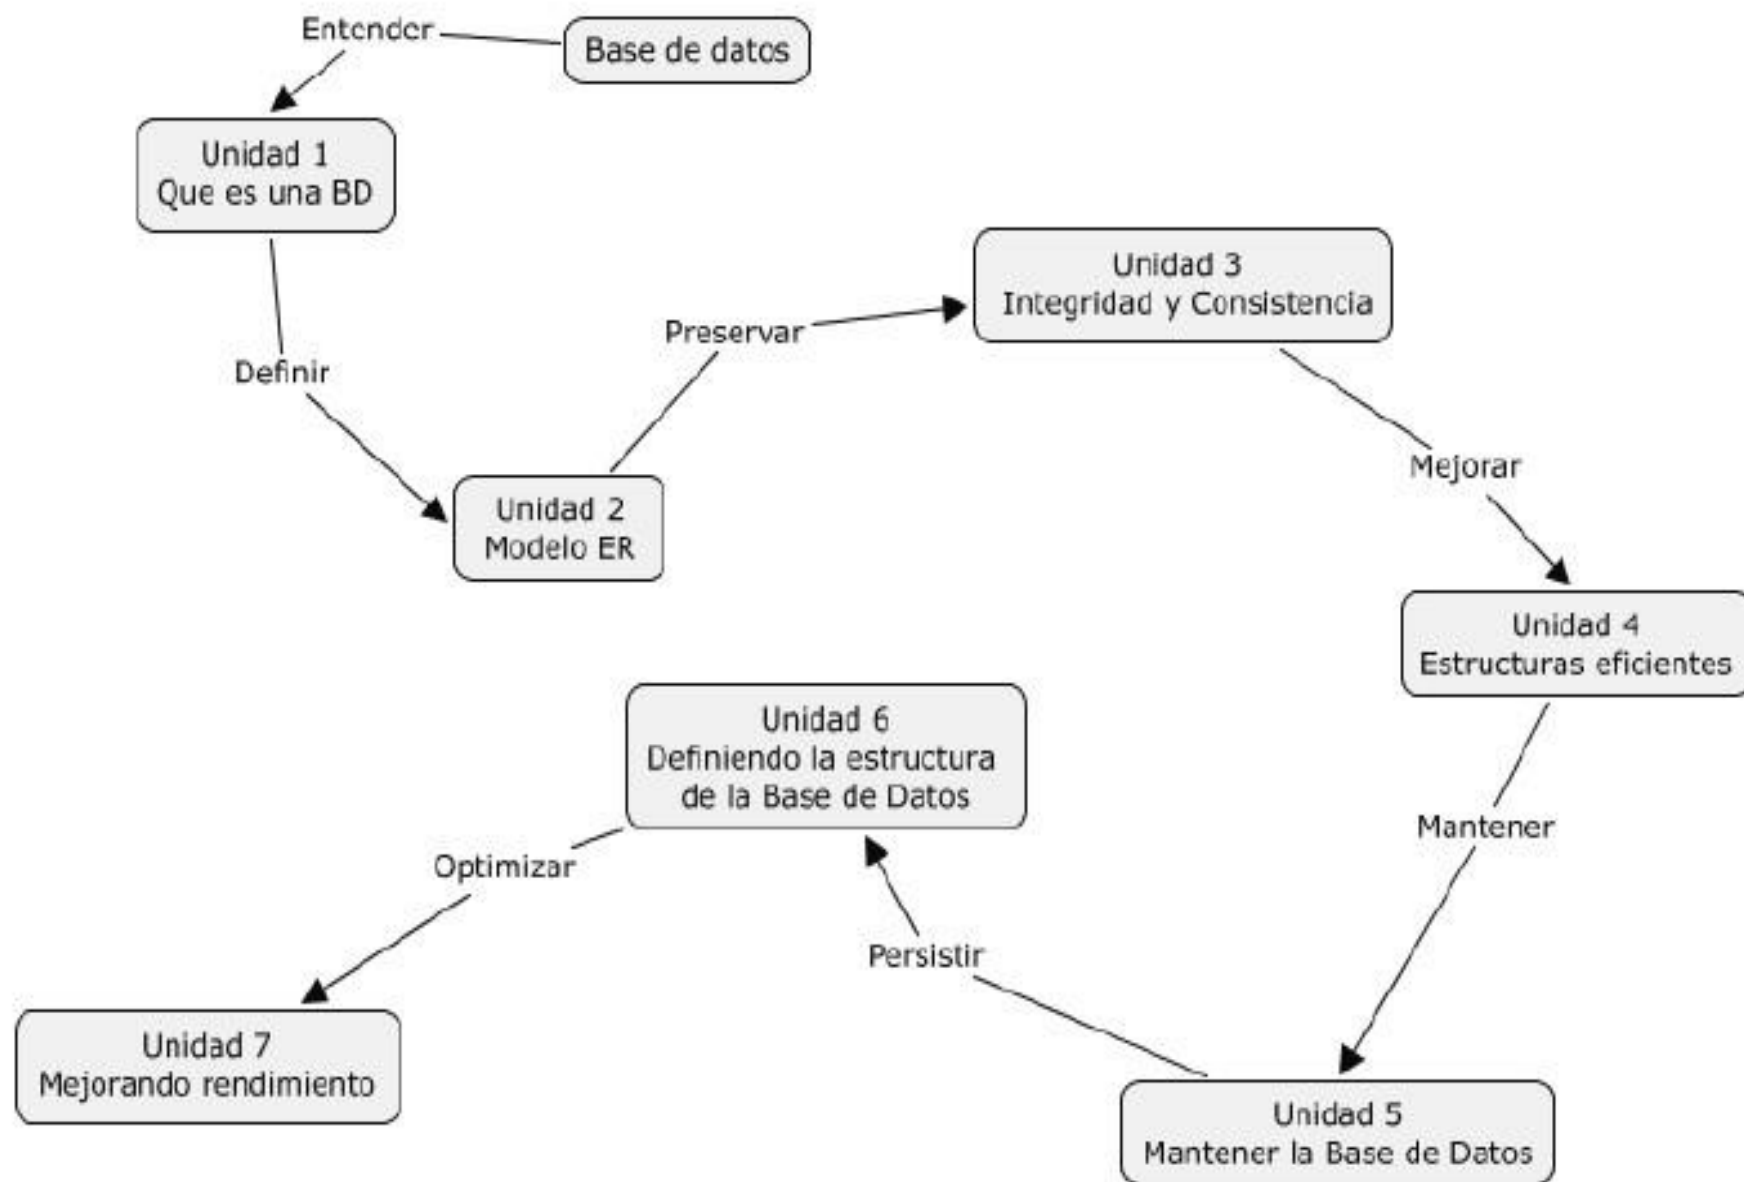 Entender
Base de datos
Unidad 1
Que es una BD
Definir
Unidad 2
Modelo ER
Preservar
Unidad 3
Integridad y Consistencia
Mejorar
Unidad 4
Estructuras eficientes
Mantener
Unidad 5
Mantener la Base de Datos
Persistir
Unidad 6
Definiendo la estructura
de la Base de Datos
Optimizar
Unidad 7
Mejorando rendimiento